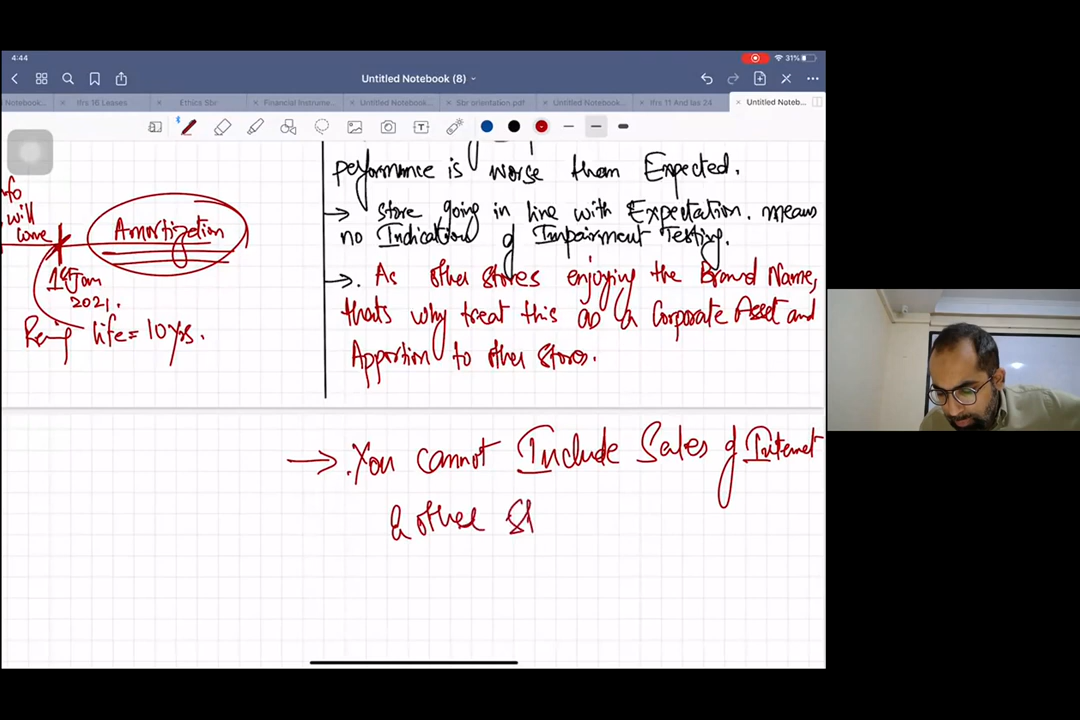 4:44
31%
Untitled Notebook (8)
Notebook...
Ifrs 16 Leases
Ethics Sbr
Financial Instrume...
Untitled Notebook...
Sbr orientation.pdf
Untitled Notebook...
Ifrs 11 And Ias 24
Untitled Noteb...
performance is worse than Expected.
store going in line with Expectation. means
no Indication of Impairment Testing.
As other stores enjoying the Brand Name,
thats why treat this as a Corporate Asset and
Apportion to other stores.
You cannot Include Sales of Internet
& other St
nfo
will
come
Amortization
1st Jan
2021.
Remg life = 10 yrs.